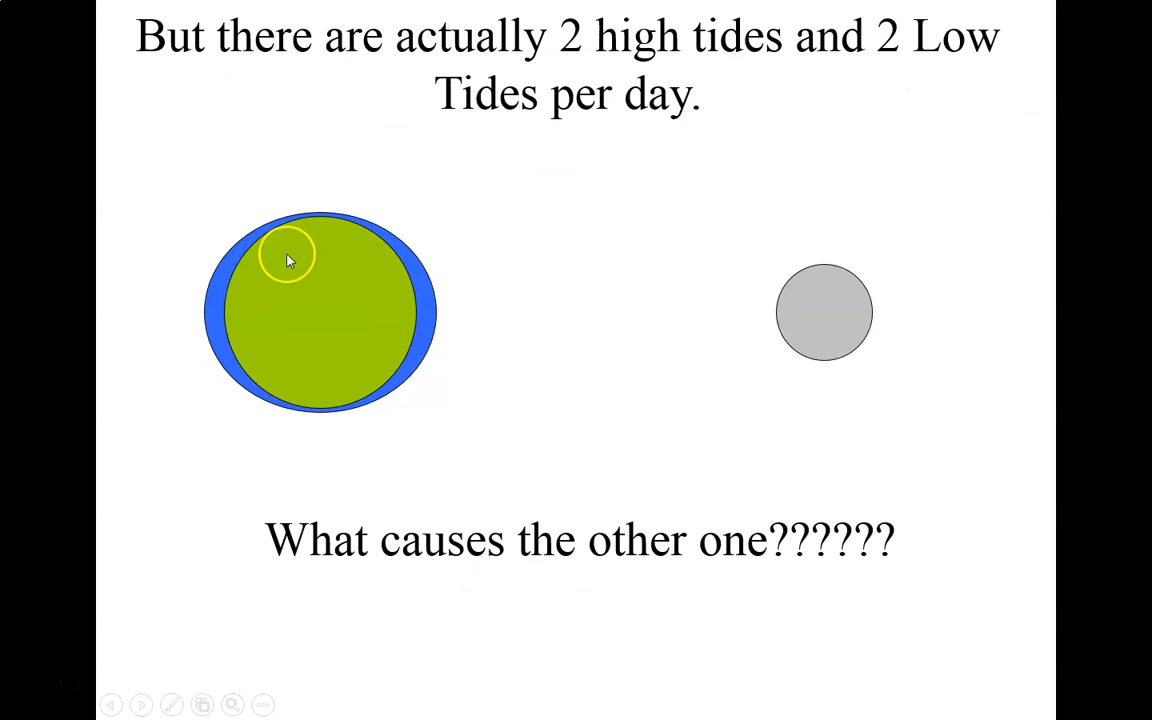 But there are actually 2 high tides and 2 Low
Tides per day.
What causes the other one??????